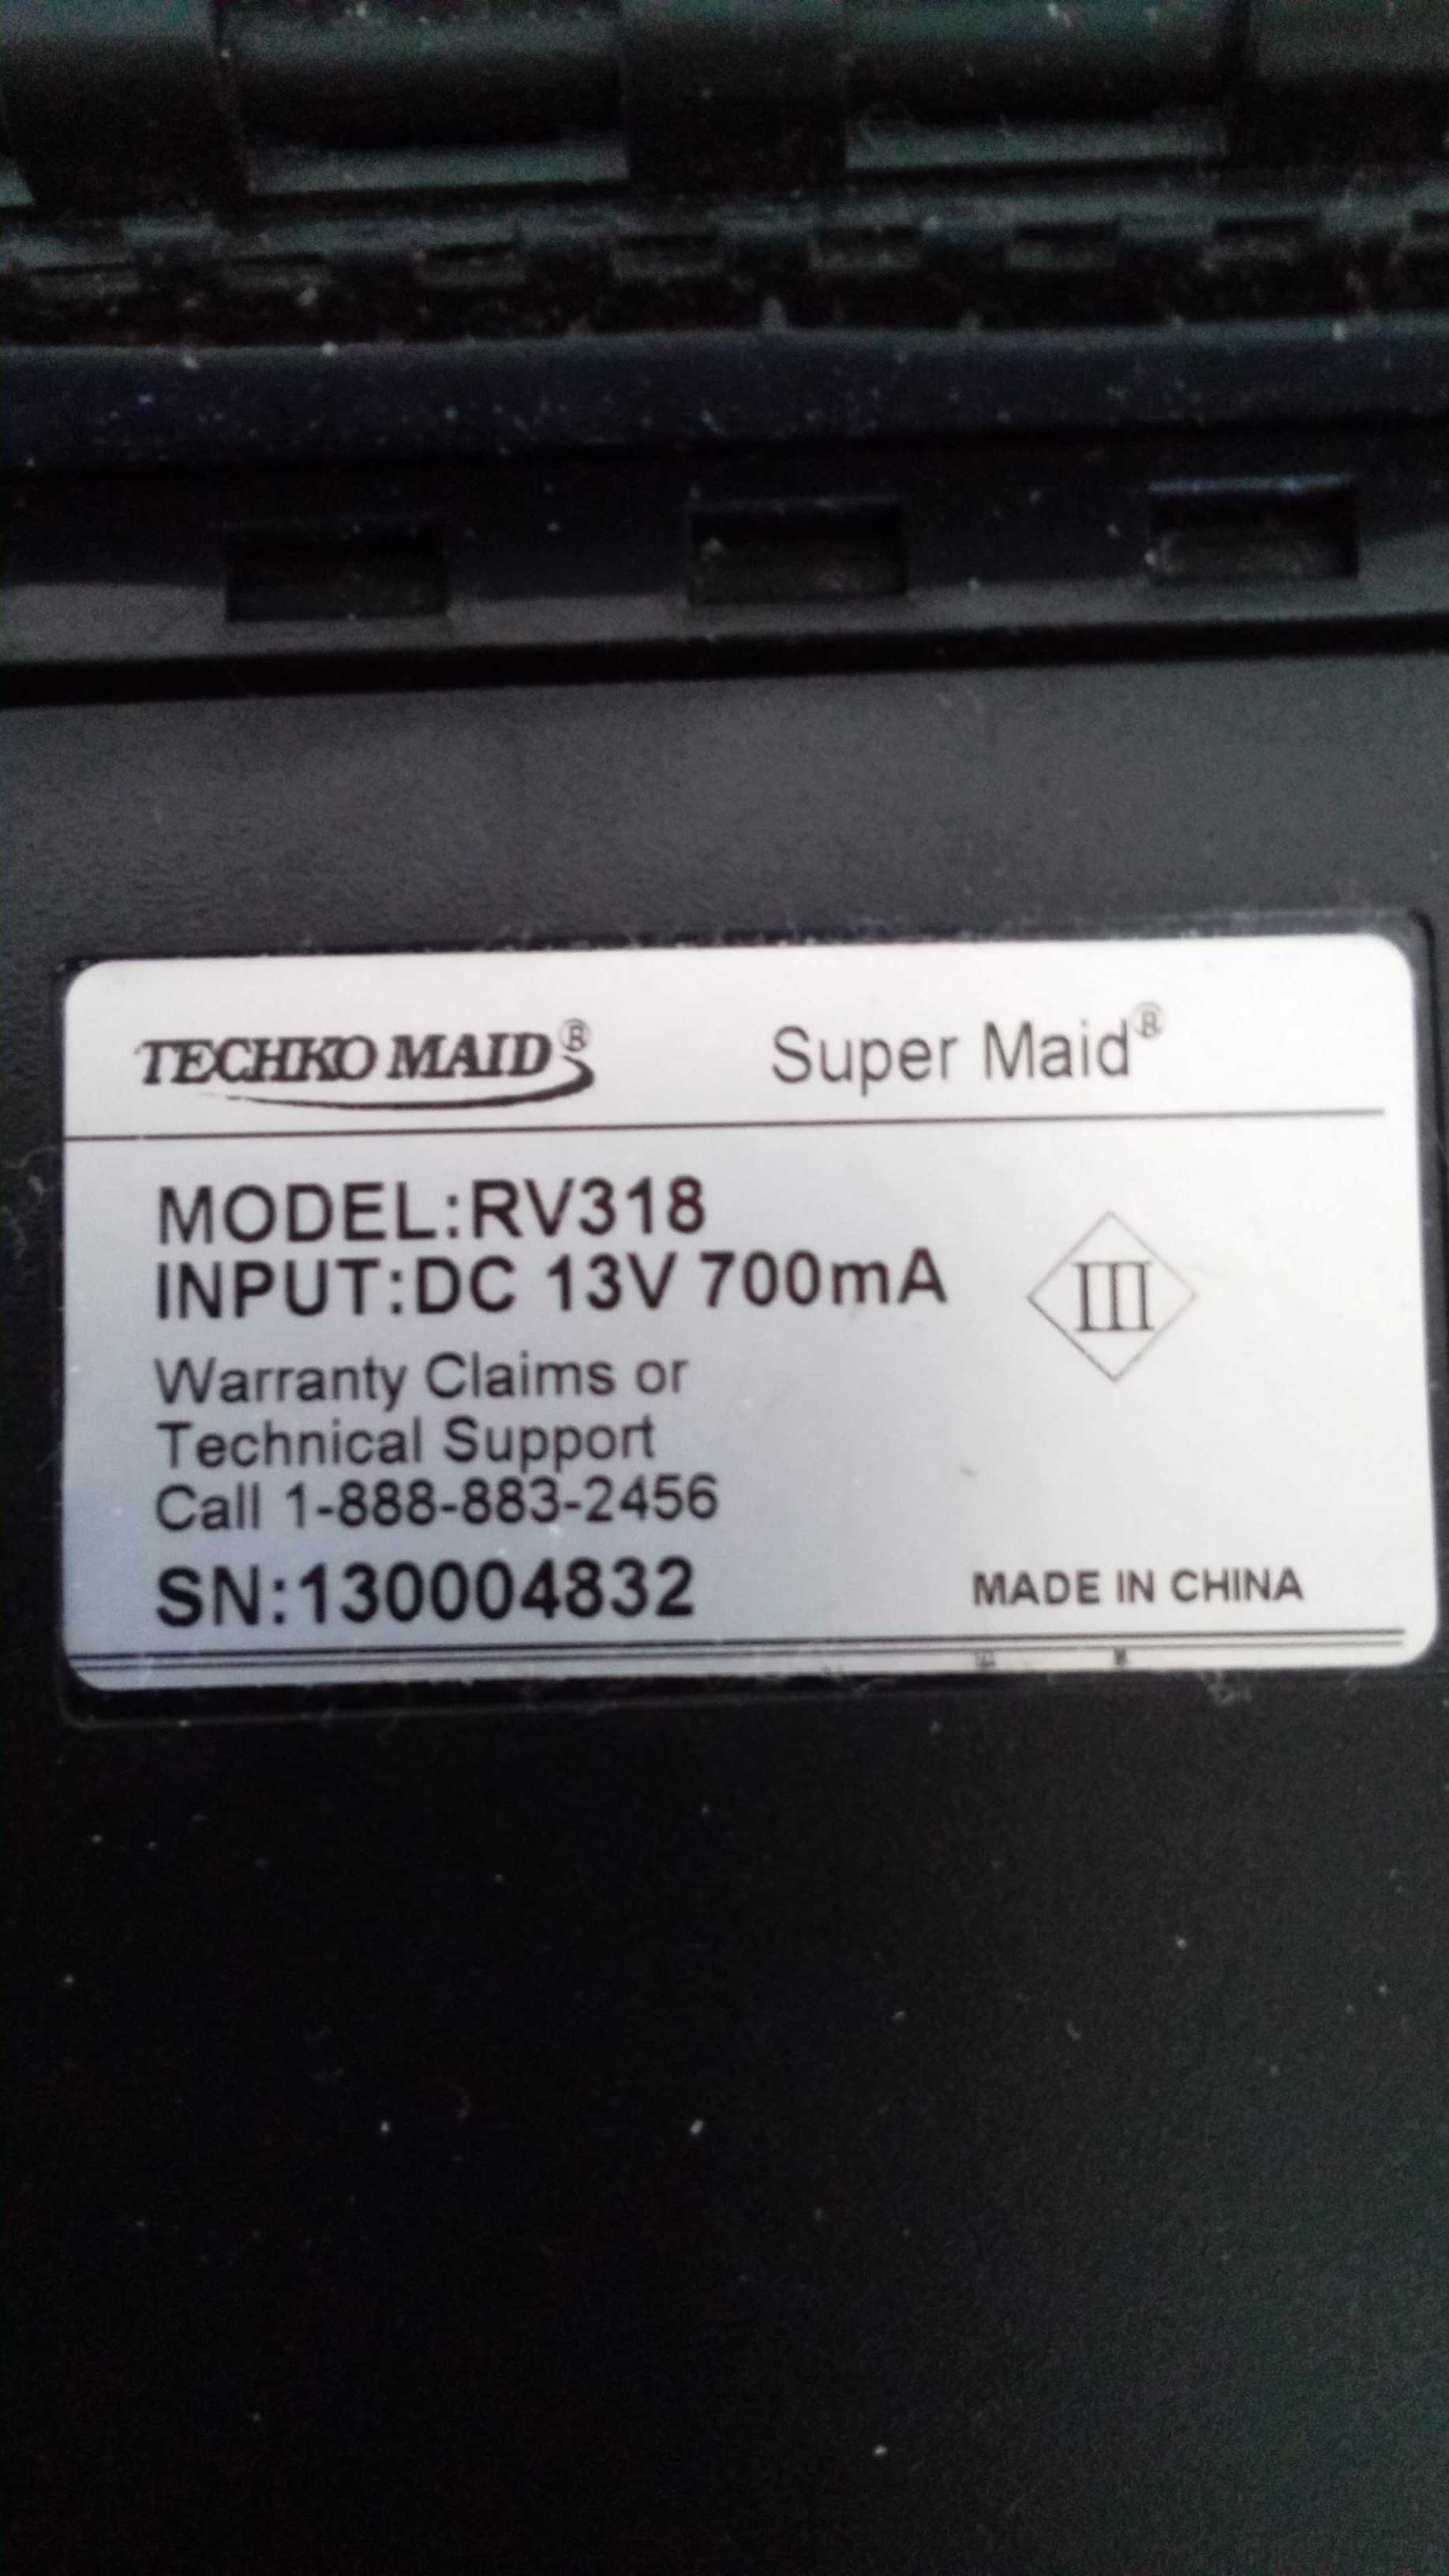 TECHKO MAID® Super Maid®
MODEL:RV318
INPUT:DC 13V 700mA
III
Warranty Claims or
Technical Support
Call 1-888-883-2456
SN:130004832
MADE IN CHINA